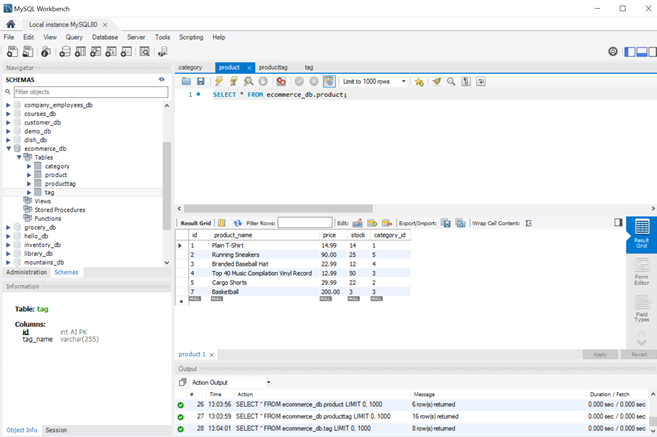 MySQL Workbench
Local instance MySQL80
File Edit View Query Database Server Tools Scripting Help
Navigator
SCHEMAS
Filter objects
company_employees_db
courses_db
customer_db
demo_db
dish_db
ecommerce_db
Tables
category
product
producttag
tag
Views
Stored Procedures
Functions
grocery_db
hello_db
inventory_db
library_db
mountains_db
Administration Schemas
Information
Table: tag
Columns:
id int AI PK
tag_name varchar(255)
Object Info Session
category product producttag tag
Limit to 1000 rows
1 SELECT * FROM ecommerce_db.product;
Result Grid Filter Rows: Edit: Export/Import: Wrap Cell Content:
id product_name price stock category_id
1 Plain T-Shirt 14.99 14 1
2 Running Sneakers 90.00 25 5
3 Branded Baseball Hat 22.99 12 4
4 Top 40 Music Compilation Vinyl Record 12.99 50 3
5 Cargo Shorts 29.99 22 2
7 Basketball 200.00 3 3
NULL NULL NULL NULL NULL
Result Grid
Form Editor
Field Types
product 1
Apply Revert
Output
Action Output
# Time Action Message Duration / Fetch
26 13:03:56 SELECT * FROM ecommerce_db.product LIMIT 0, 1000 6 row(s) returned 0.000 sec / 0.000 sec
27 13:03:59 SELECT * FROM ecommerce_db.producttag LIMIT 0, 1000 16 row(s) returned 0.000 sec / 0.000 sec
28 13:04:01 SELECT * FROM ecommerce_db.tag LIMIT 0, 1000 8 row(s) returned 0.000 sec / 0.000 sec